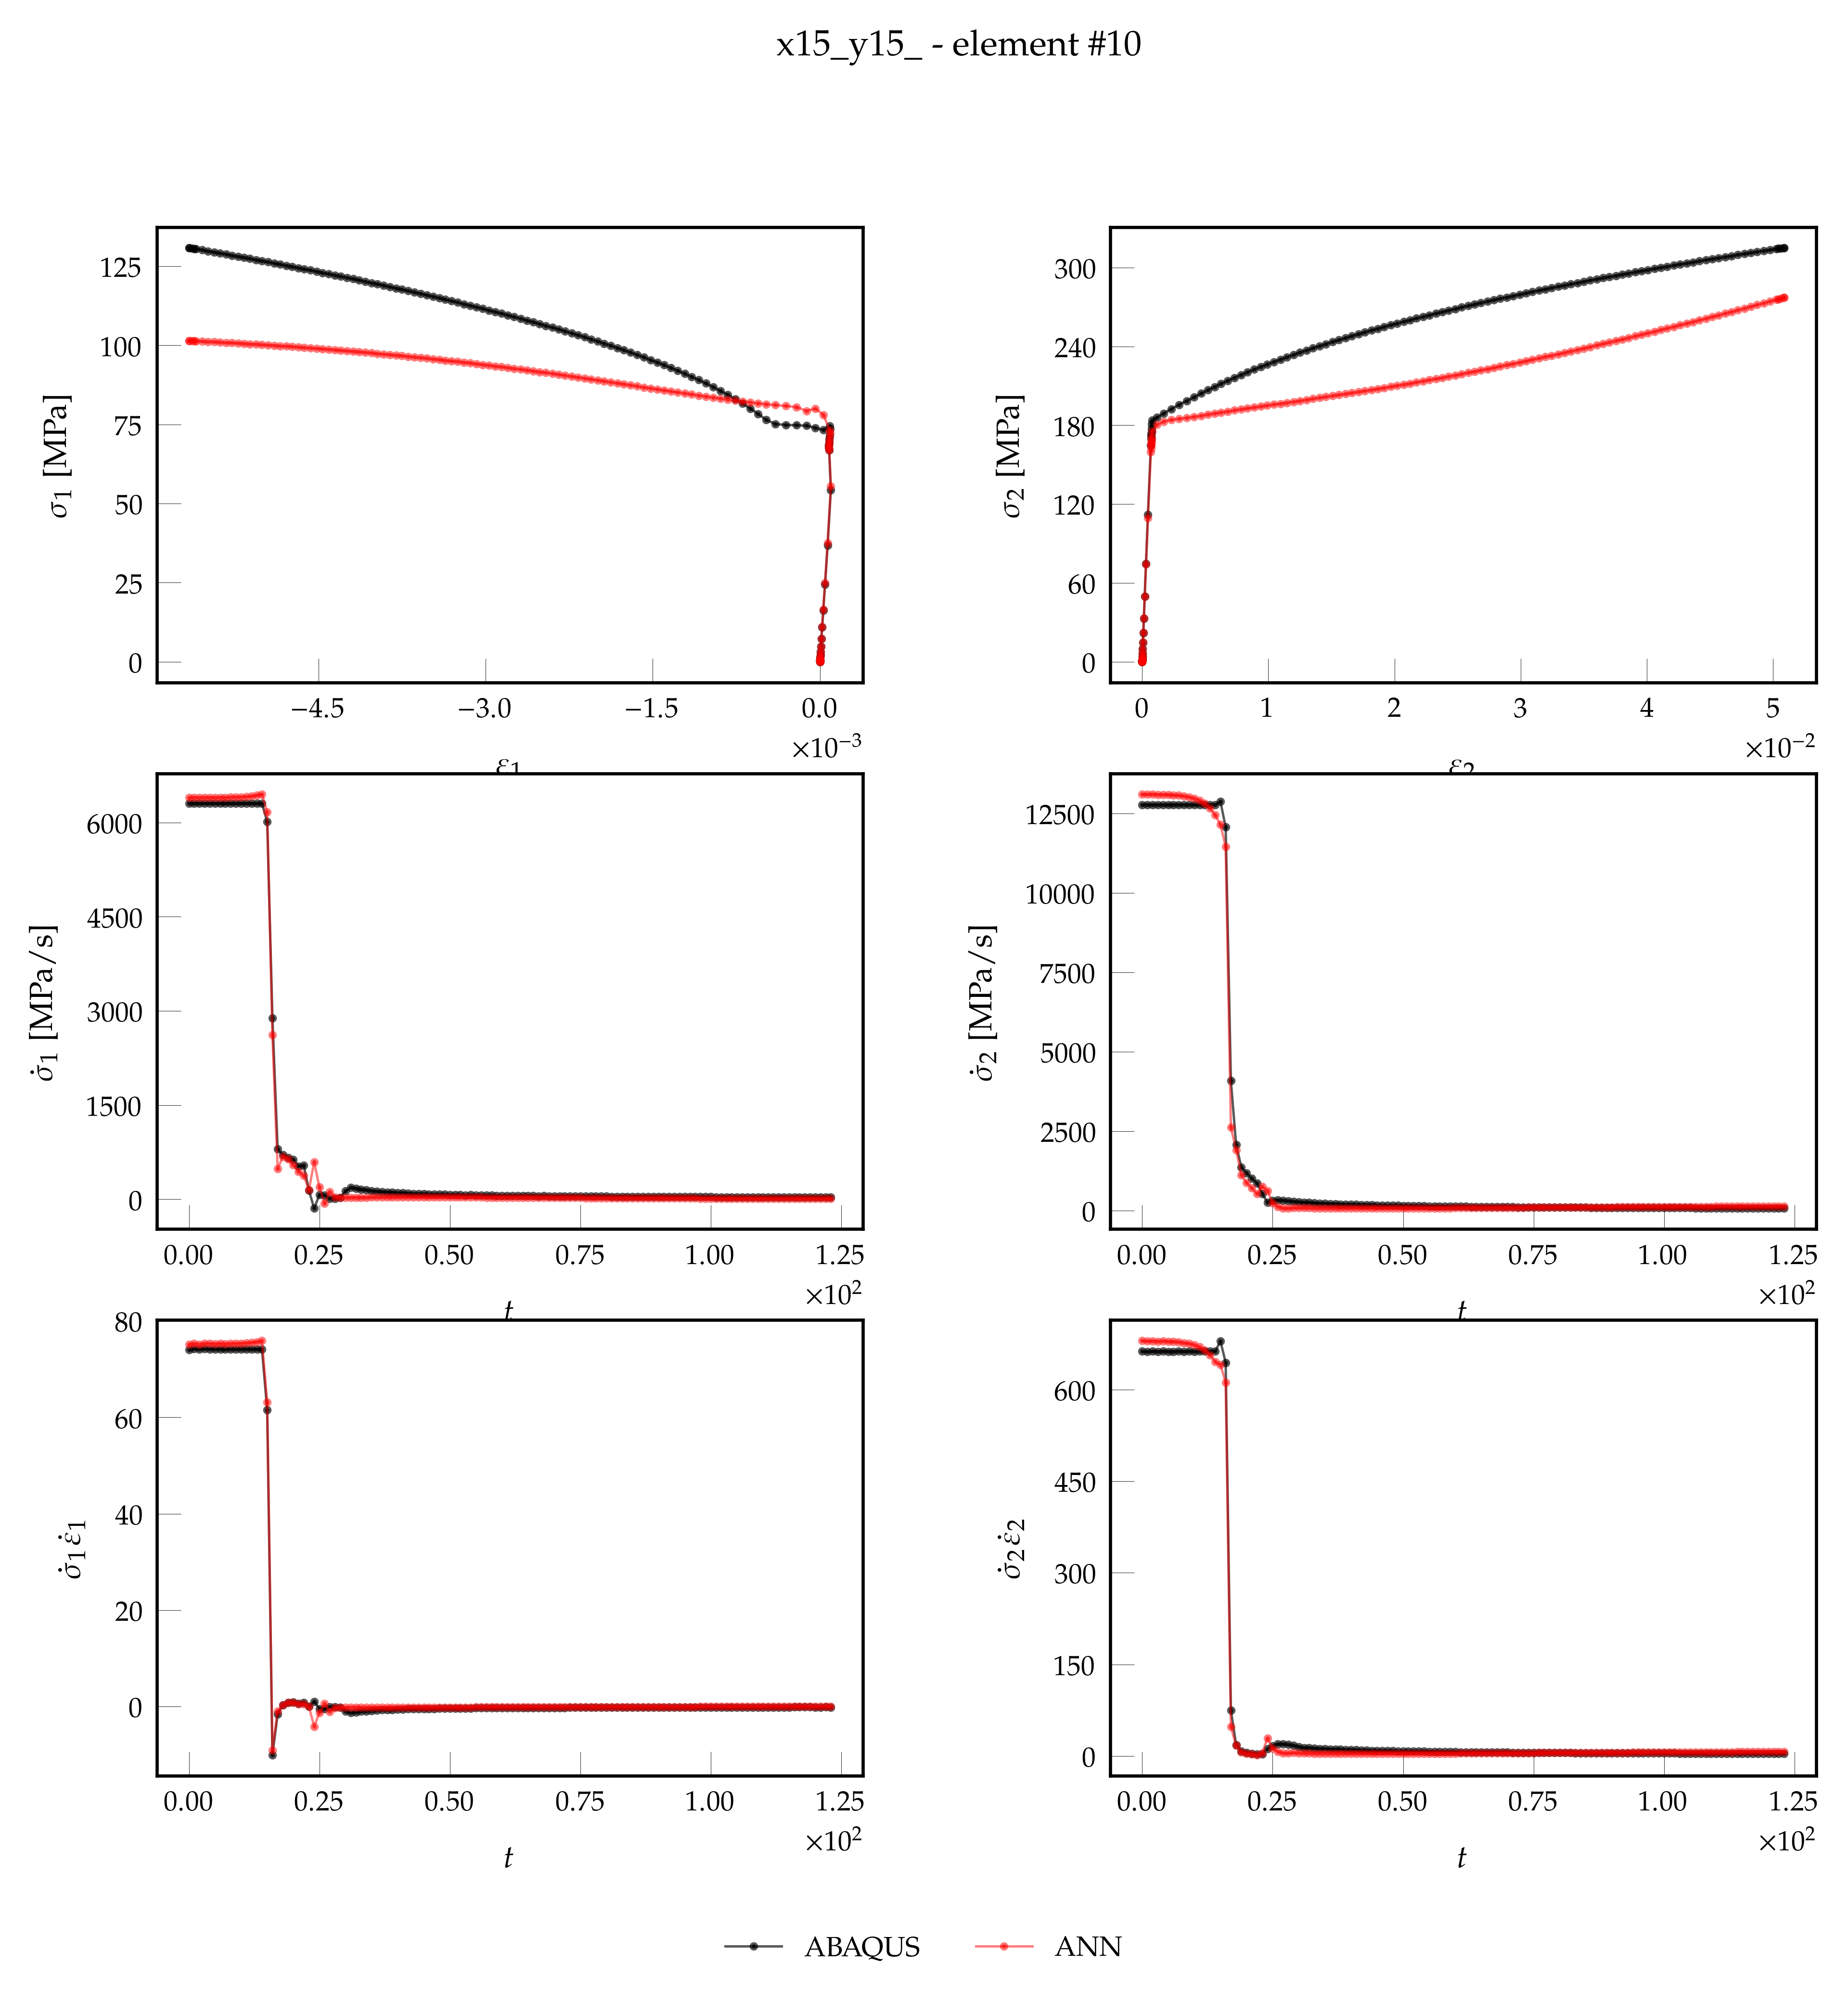 x15_y15_ - element #10
σ1 [MPa]
125
100
75
50
25
0
−4.5 −3.0 −1.5 0.0
×10−3
ε1
σ2 [MPa]
300
240
180
120
60
0
0 1 2 3 4 5
×10−2
ε2
σ̇1 [MPa/s]
6000
4500
3000
1500
0
0.00 0.25 0.50 0.75 1.00 1.25
×10²
t
σ̇2 [MPa/s]
12500
10000
7500
5000
2500
0
0.00 0.25 0.50 0.75 1.00 1.25
×10²
t
σ̇1ε̇1
80
60
40
20
0
0.00 0.25 0.50 0.75 1.00 1.25
×10²
t
σ̇2ε̇2
600
450
300
150
0
0.00 0.25 0.50 0.75 1.00 1.25
×10²
t
ABAQUS ANN